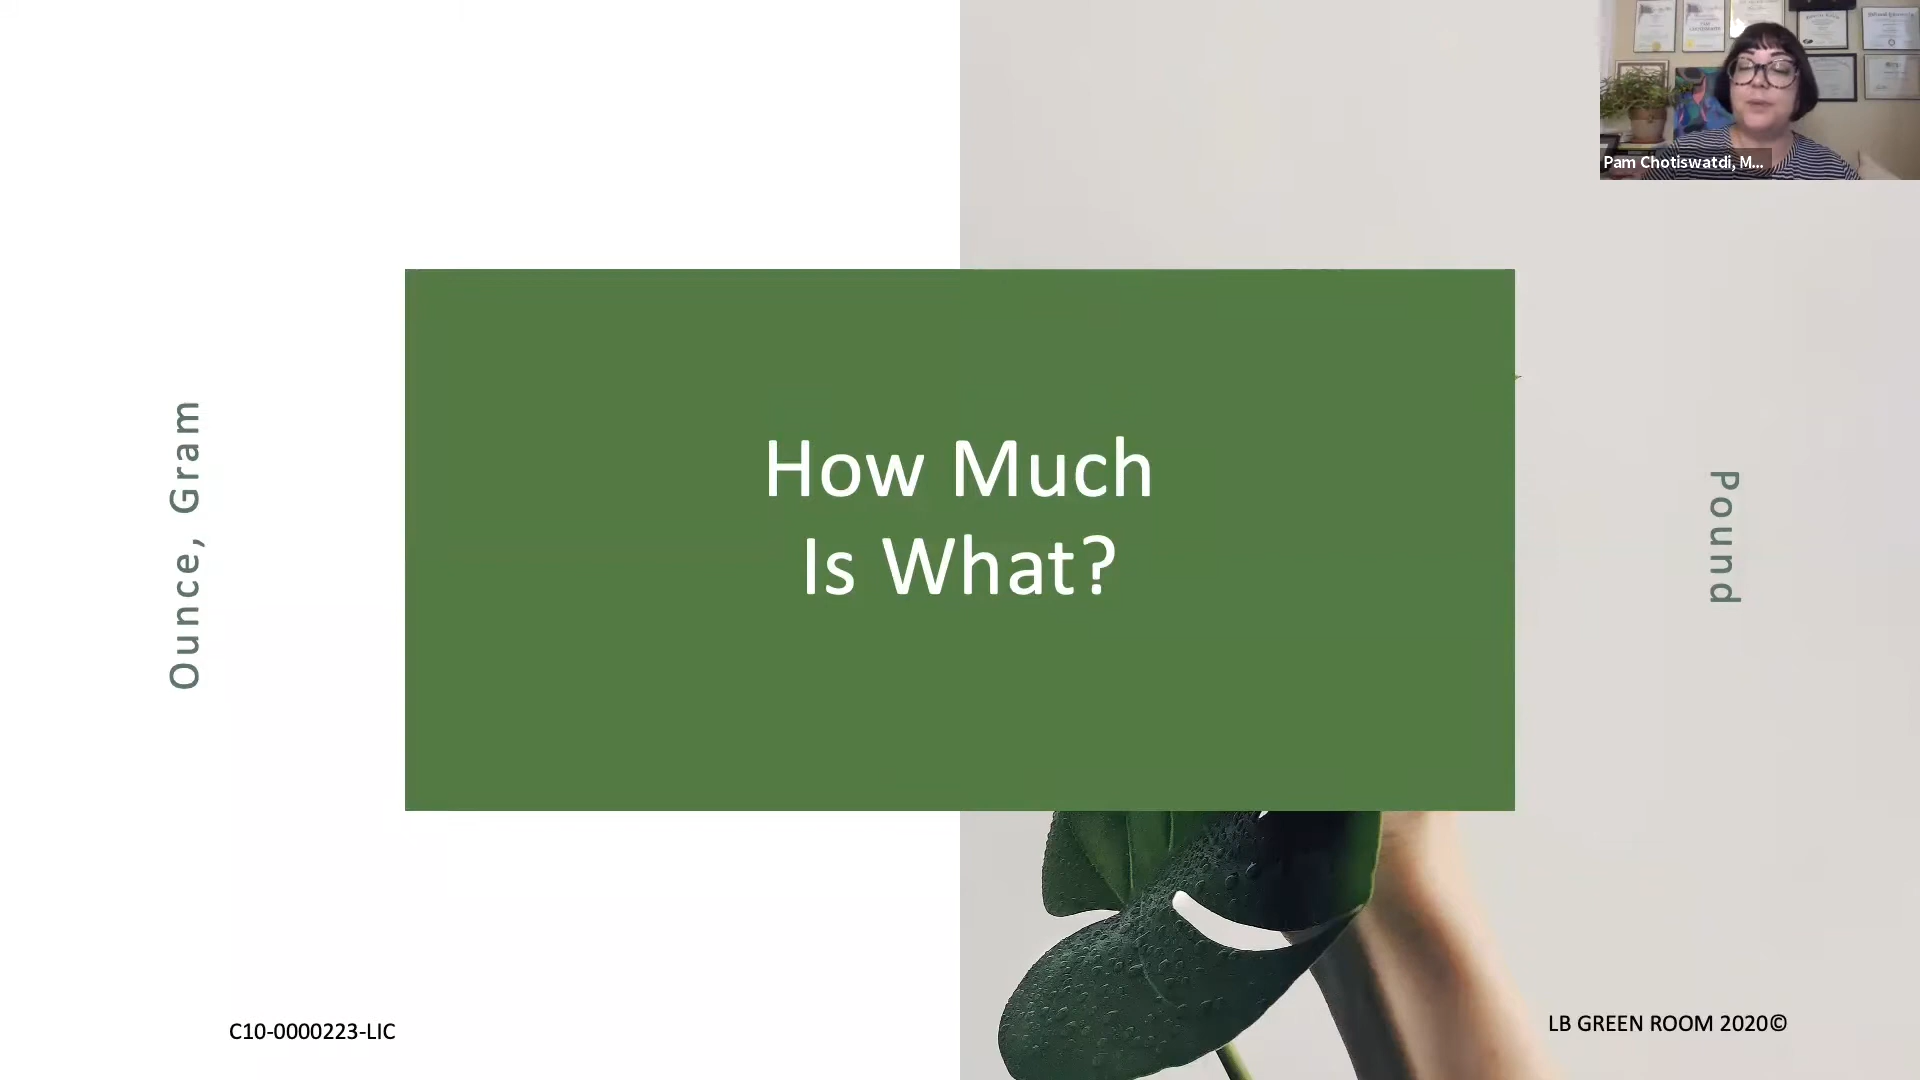 Pam Chotiswatdi, M...
How Much
Is What?
Ounce, Gram
Pound
C10-0000223-LIC
LB GREEN ROOM 2020©